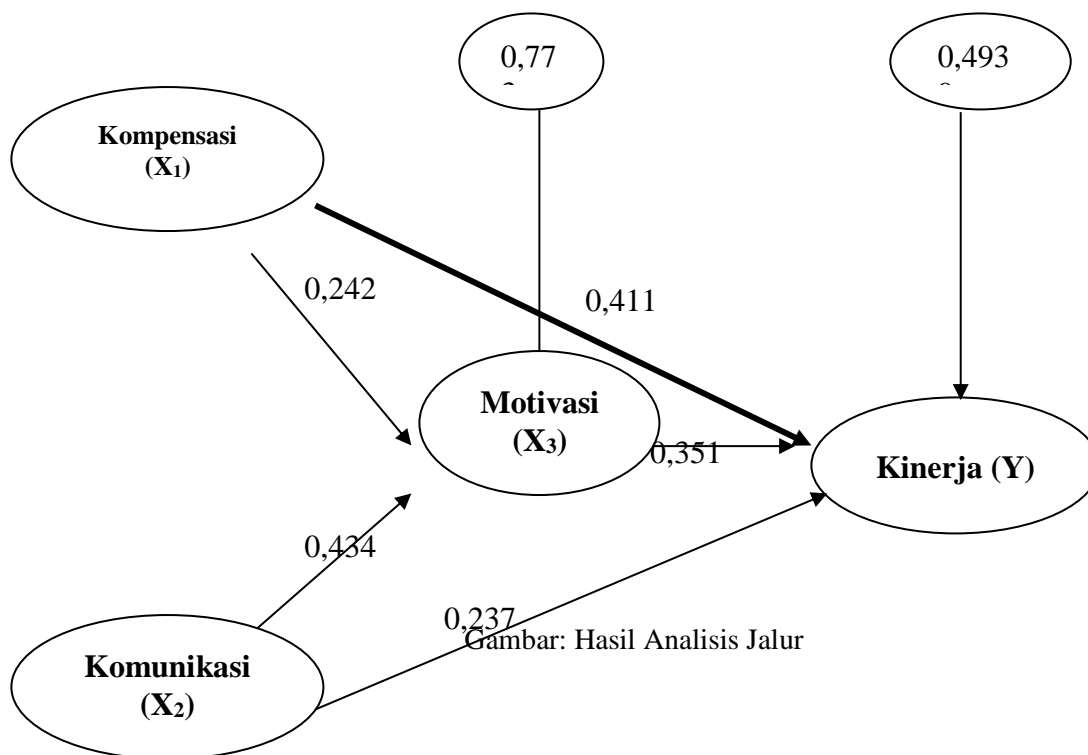 0,77
0,493
Kompensasi
(X₁)
0,242
0,411
Motivasi
(X₃)
0,351
Kinerja (Y)
0,434
0,237
Gambar: Hasil Analisis Jalur
Komunikasi
(X₂)